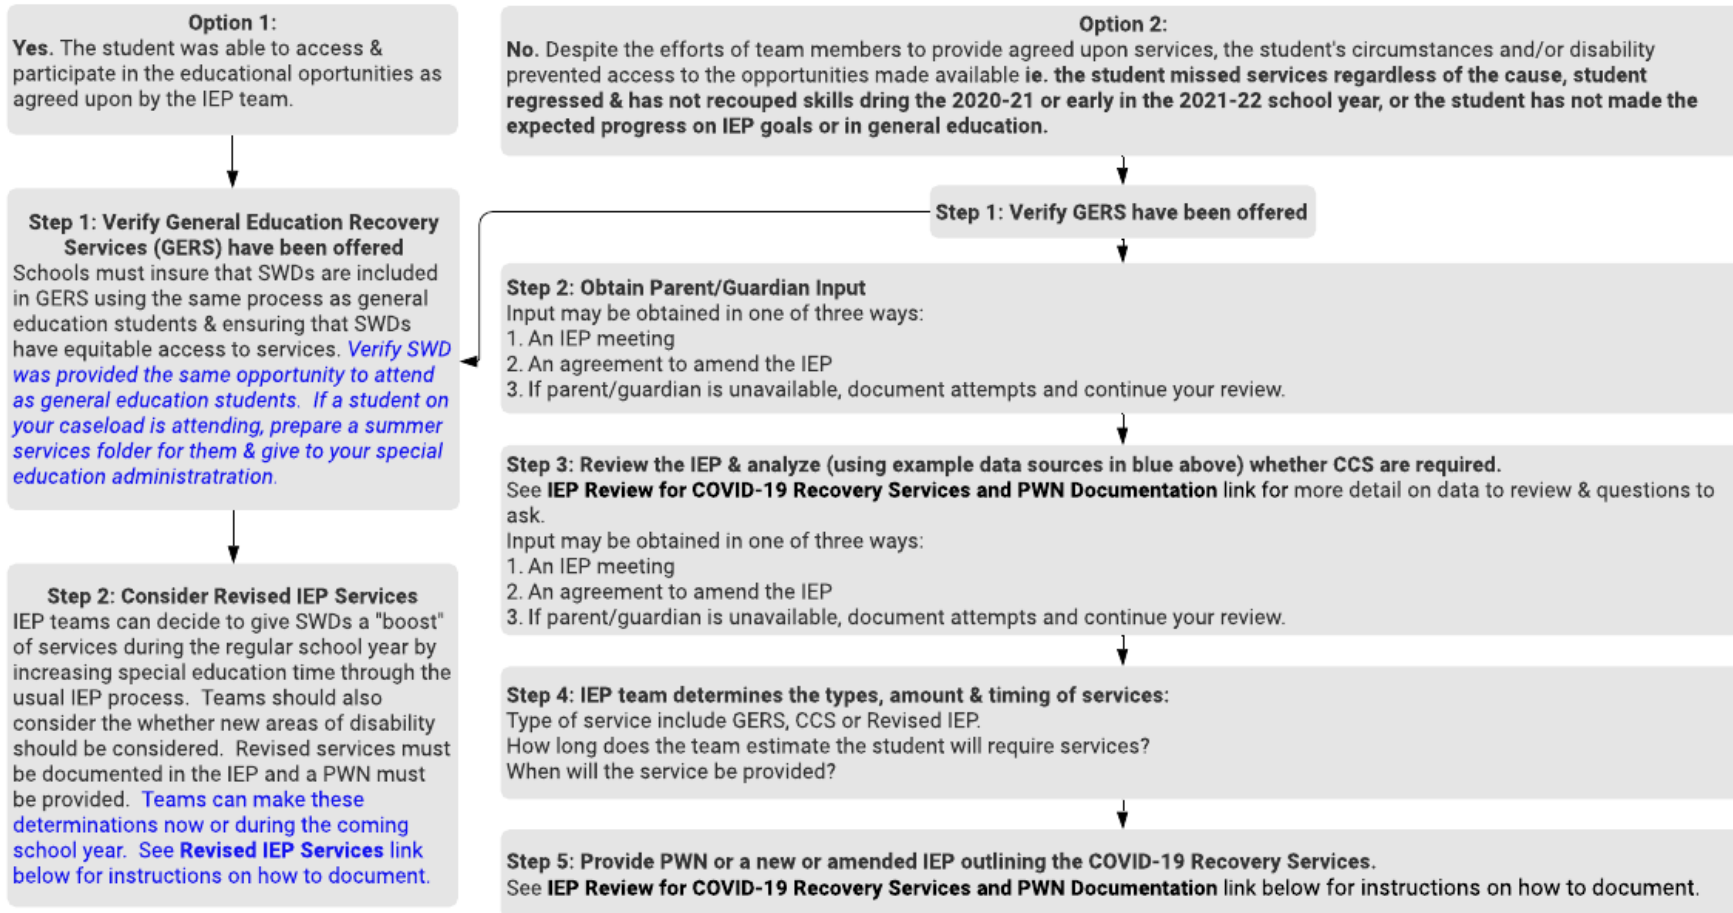 Option 1:
Yes. The student was able to access &
participate in the educational oportunities as
agreed upon by the IEP team.
Step 1: Verify General Education Recovery
Services (GERS) have been offered
Schools must insure that SWDs are included
in GERS using the same process as general
education students & ensuring that SWDs
have equitable access to services. Verify SWD
was provided the same opportunity to attend
as general education students.  If a student on
your caseload is attending, prepare a summer
services folder for them & give to your special
education administratration.
Step 2: Consider Revised IEP Services
IEP teams can decide to give SWDs a "boost"
of services during the regular school year by
increasing special education time through the
usual IEP process.  Teams should also
consider the whether new areas of disability
should be considered.  Revised services must
be documented in the IEP and a PWN must
be provided.  Teams can make these
determinations now or during the coming
school year.  See Revised IEP Services link
below for instructions on how to document.
Option 2:
No. Despite the efforts of team members to provide agreed upon services, the student's circumstances and/or disability
prevented access to the opportunities made available ie. the student missed services regardless of the cause, student
regressed & has not recouped skills dring the 2020-21 or early in the 2021-22 school year, or the student has not made the
expected progress on IEP goals or in general education.
Step 1: Verify GERS have been offered
Step 2: Obtain Parent/Guardian Input
Input may be obtained in one of three ways:
1. An IEP meeting
2. An agreement to amend the IEP
3. If parent/guardian is unavailable, document attempts and continue your review.
Step 3: Review the IEP & analyze (using example data sources in blue above) whether CCS are required.
See IEP Review for COVID-19 Recovery Services and PWN Documentation link for more detail on data to review & questions to
ask.
Input may be obtained in one of three ways:
1. An IEP meeting
2. An agreement to amend the IEP
3. If parent/guardian is unavailable, document attempts and continue your review.
Step 4: IEP team determines the types, amount & timing of services:
Type of service include GERS, CCS or Revised IEP.
How long does the team estimate the student will require services?
When will the service be provided?
Step 5: Provide PWN or a new or amended IEP outlining the COVID-19 Recovery Services.
See IEP Review for COVID-19 Recovery Services and PWN Documentation link below for instructions on how to document.